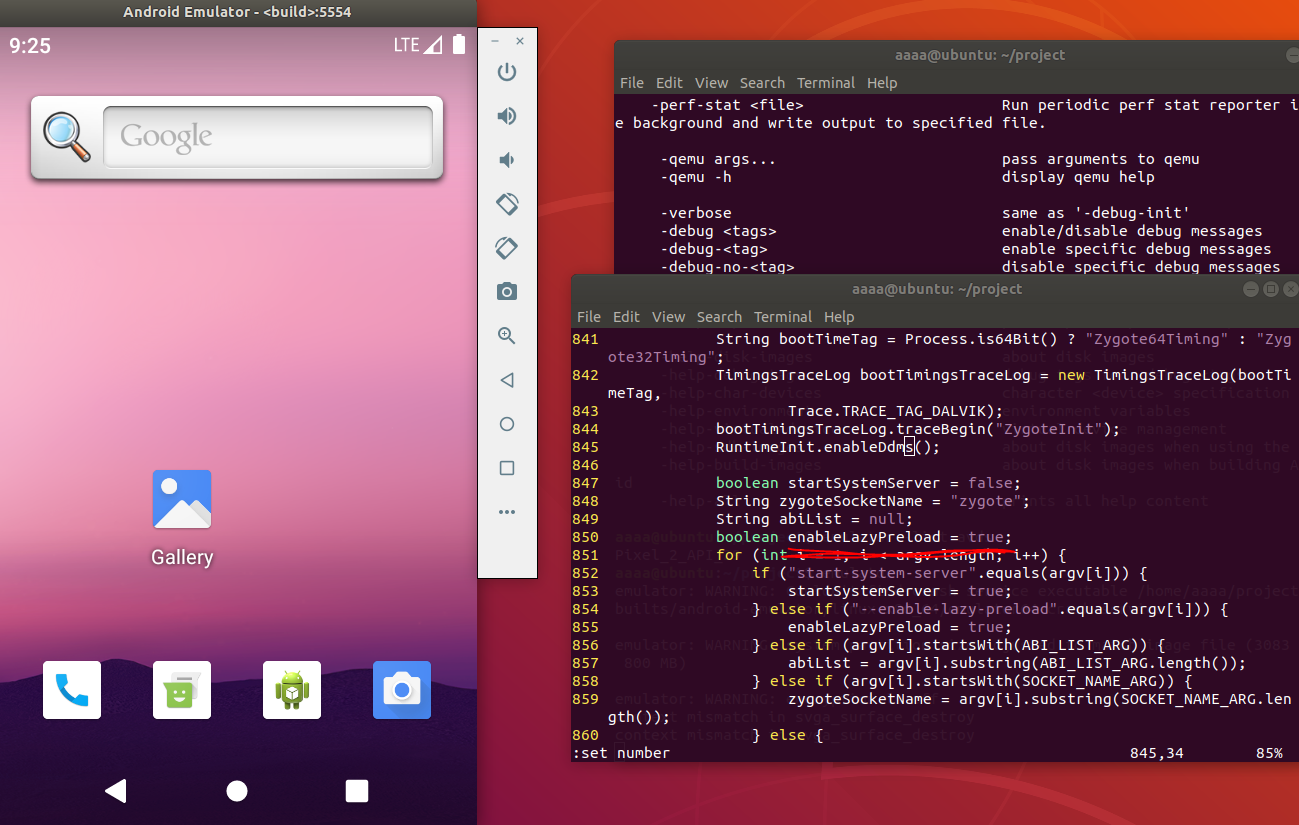 Android Emulator - <build>:5554
9:25
LTE
Google
Gallery
aaaa@ubuntu: ~/project
File Edit View Search Terminal Help
-perf-stat <file> Run periodic perf stat reporter i
e background and write output to specified file.
-qemu args... pass arguments to qemu
-qemu -h display qemu help
-verbose same as '-debug-init'
-debug <tags> enable/disable debug messages
-debug-<tag> enable specific debug messages
-debug-no-<tag> disable specific debug messages
aaaa@ubuntu: ~/project
File Edit View Search Terminal Help
841 String bootTimeTag = Process.is64Bit() ? "Zygote64Timing" : "Zyg
ote32Timing";
842 TimingsTraceLog bootTimingsTraceLog = new TimingsTraceLog(bootTi
meTag,
843 Trace.TRACE_TAG_DALVIK);
844 bootTimingsTraceLog.traceBegin("ZygoteInit");
845 RuntimeInit.enableDdms();
846
847 boolean startSystemServer = false;
848 String zygoteSocketName = "zygote";
849 String abiList = null;
850 boolean enableLazyPreload = true;
851 for (int i < argv.length; i++) {
852 if ("start-system-server".equals(argv[i])) {
853 startSystemServer = true;
854 } else if ("--enable-lazy-preload".equals(argv[i])) {
855 enableLazyPreload = true;
856 } else if (argv[i].startsWith(ABI_LIST_ARG)) {
857 abiList = argv[i].substring(ABI_LIST_ARG.length());
858 } else if (argv[i].startsWith(SOCKET_NAME_ARG)) {
859 zygoteSocketName = argv[i].substring(SOCKET_NAME_ARG.len
gth());
860 } else {
:set number 845,34 85%